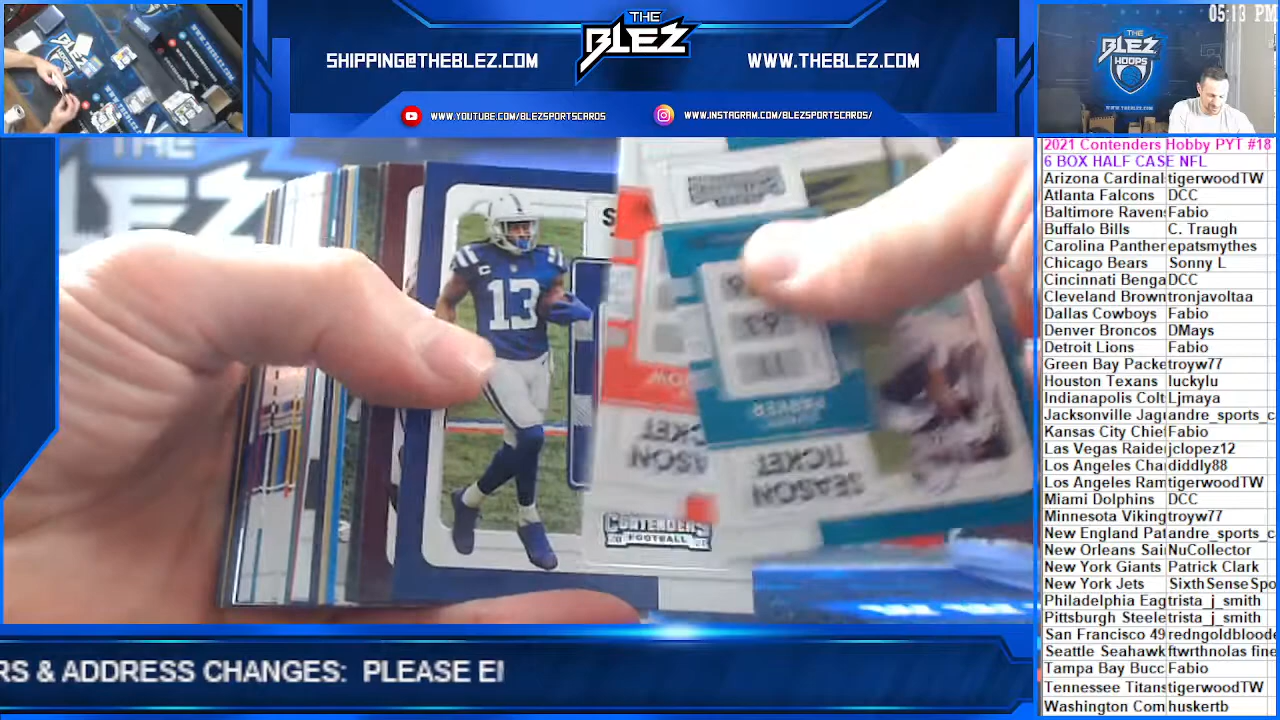 THE
BLEZ
SHIPPING@THEBLEZ.COM
WWW.THEBLEZ.COM
WWW.YOUTUBE.COM/BLEZSPORTSCARDS
WWW.INSTAGRAM.COM/BLEZSPORTSCARDS/
05:13 PM
THE
BLEZ
HOOPS
2021 Contenders Hobby PYT #18
6 BOX HALF CASE NFL
Arizona Cardinal tigerwoodTW
Atlanta Falcons DCC
Baltimore Raven Fabio
Buffalo Bills C. Traugh
Carolina Panther epatsmythes
Chicago Bears Sonny L
Cincinnati Benga DCC
Cleveland Brown tronjavoltaa
Dallas Cowboys Fabio
Denver Broncos DMays
Detroit Lions Fabio
Green Bay Packe troyw77
Houston Texans luckylu
Indianapolis Colt Ljmaya
Jacksonville Jagu andre_sports_c
Kansas City Chief Fabio
Las Vegas Raide jclopez12
Los Angeles Cha diddly88
Los Angeles Ram tigerwoodTW
Miami Dolphins DCC
Minnesota Viking troyw77
New England Pat andre_sports_c
New Orleans Sai NuCollector
New York Giants Patrick Clark
New York Jets SixthSenseSpo
Philadelphia Eag trista_j_smith
Pittsburgh Steele trista_j_smith
San Francisco 49 redngoldblood
Seattle Seahawk ftwrthnolas fine
Tampa Bay Bucc Fabio
Tennessee Titans tigerwoodTW
Washington Com huskertb
13
C
63
11
PARKER
SEASON
TICKET
CONTENDERS
FOOTBALL
RS & ADDRESS CHANGES: PLEASE E